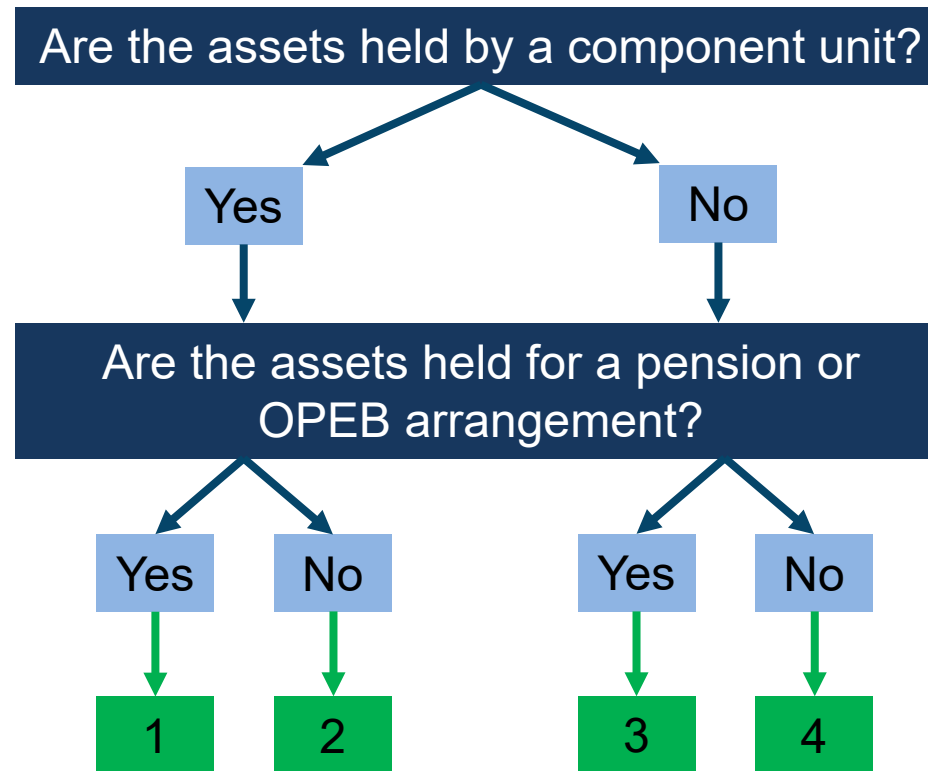 Are the assets held by a component unit?
Yes
No
Are the assets held for a pension or
OPEB arrangement?
Yes
No
Yes
No
1
2
3
4